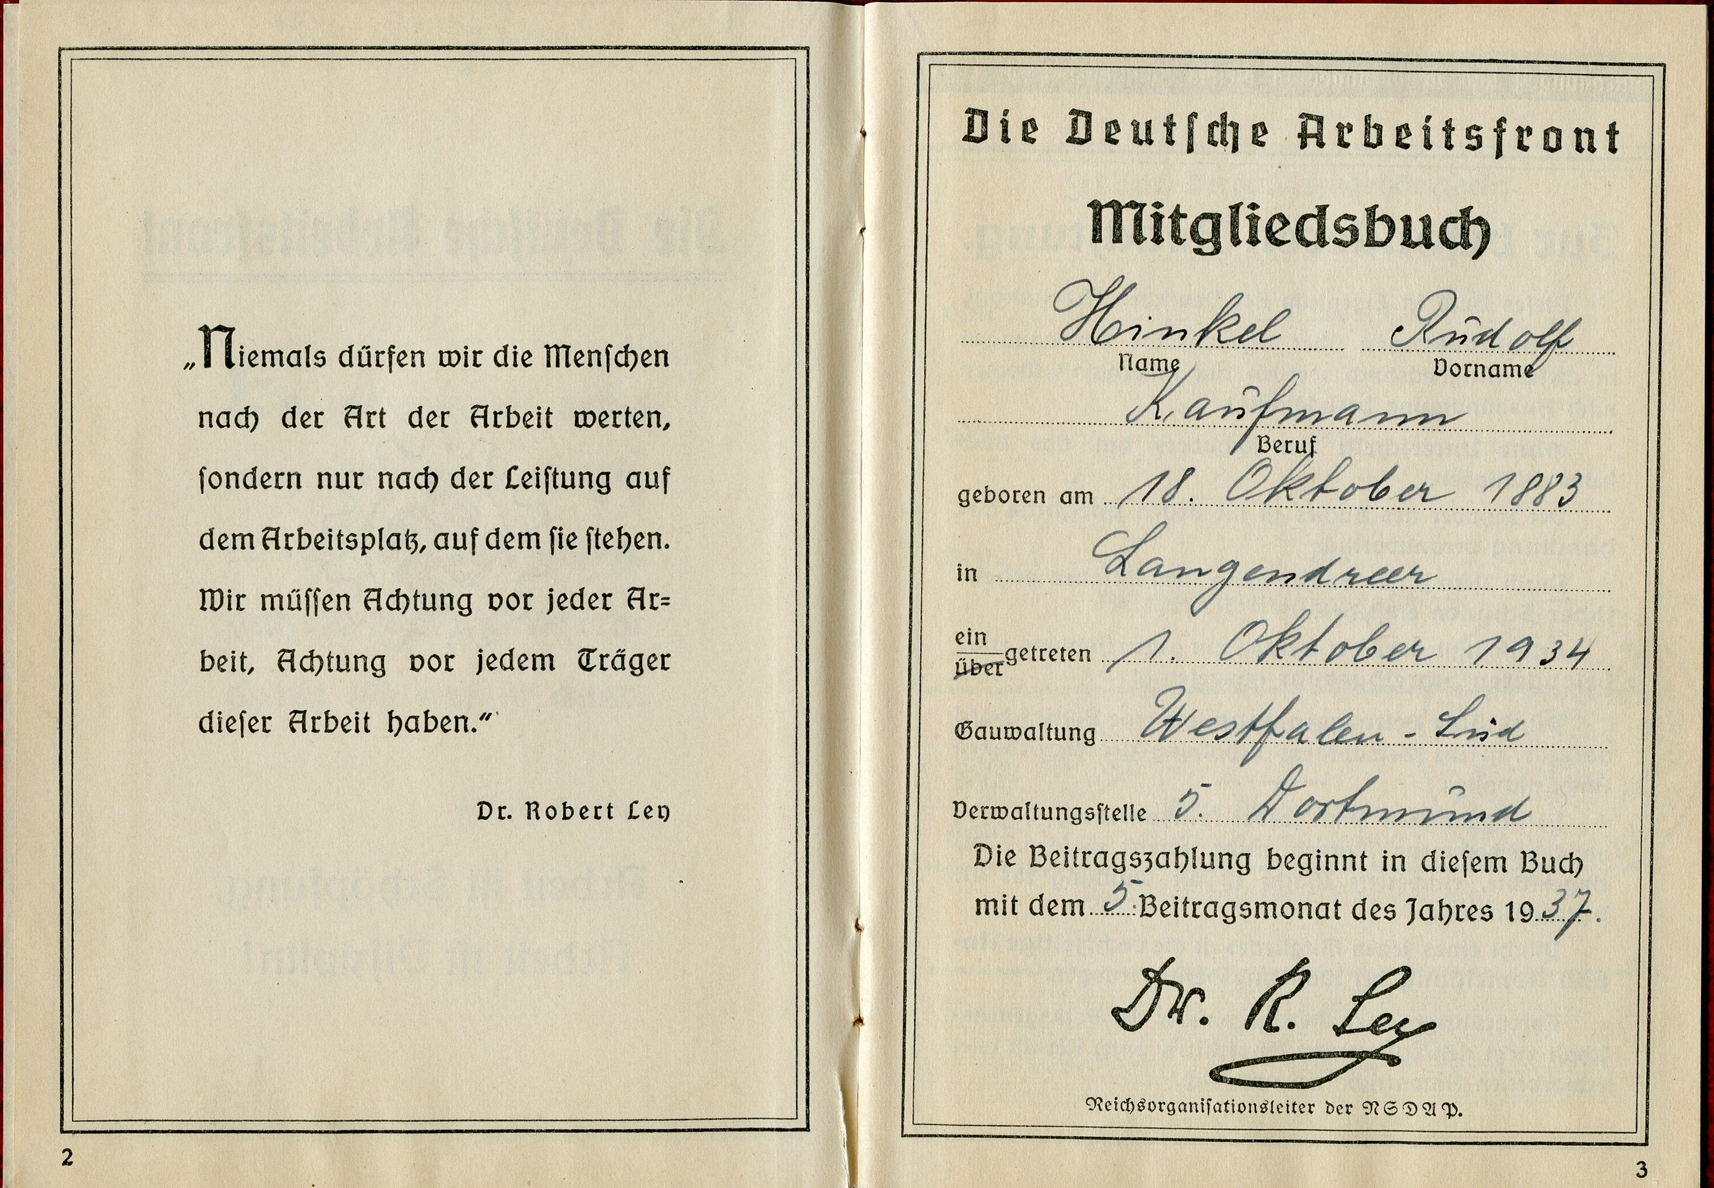 „Niemals dürfen wir die Menschen
nach der Art der Arbeit werten,
sondern nur nach der Leistung auf
dem Arbeitsplatz, auf dem sie stehen.
Wir müssen Achtung vor jeder Ar=
beit, Achtung vor jedem Träger
dieser Arbeit haben.“
Dr. Robert Ley
2
Die Deutsche Arbeitsfront
Mitgliedsbuch
Hinkel Rudolf
Name Vorname
Kaufmann
Beruf
geboren am 18. Oktober 1883
in Langendreer
ein
über getreten 1. Oktober 1934
Gauwaltung Westfalen-Süd
Verwaltungsstelle 5. Dortmund
Die Beitragszahlung beginnt in diesem Buch
mit dem 5. Beitragsmonat des Jahres 1937.
Dr. R. Ley
Reichsorganisationsleiter der NSDAP.
3